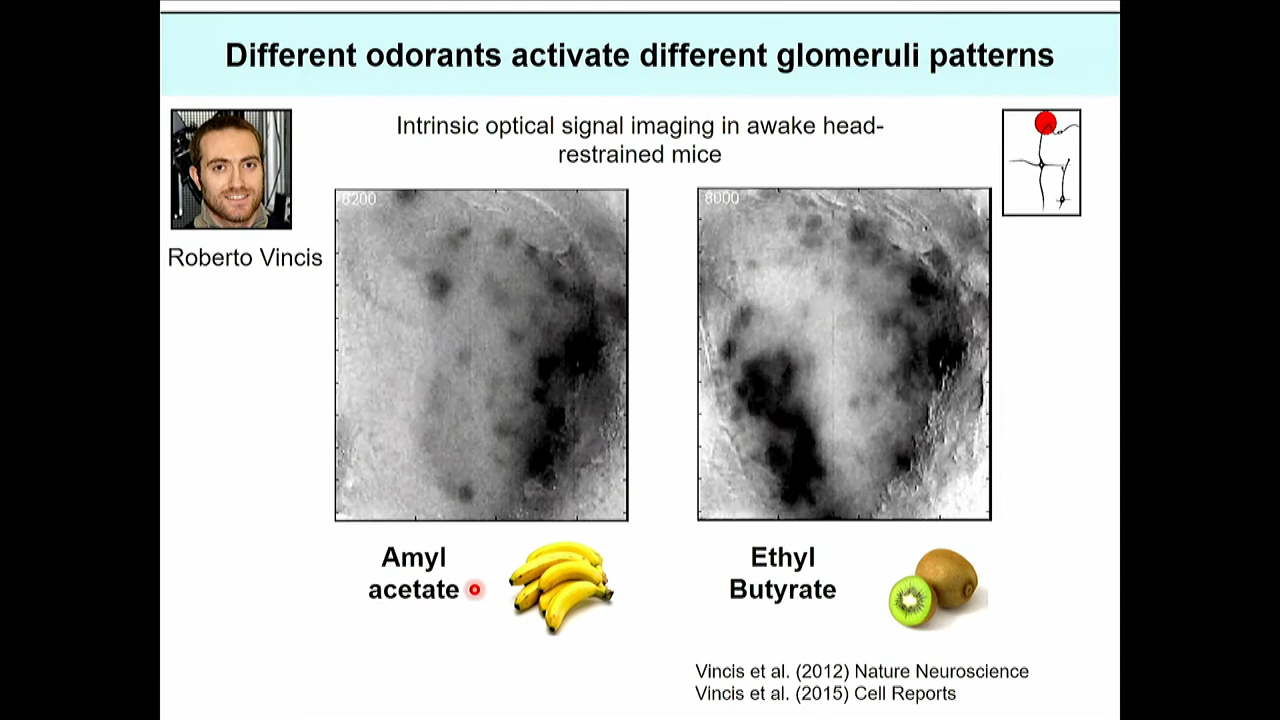 Different odorants activate different glomeruli patterns
Intrinsic optical signal imaging in awake head-
restrained mice
Roberto Vincis
8200
8000
Amyl
acetate
Ethyl
Butyrate
Vincis et al. (2012) Nature Neuroscience
Vincis et al. (2015) Cell Reports